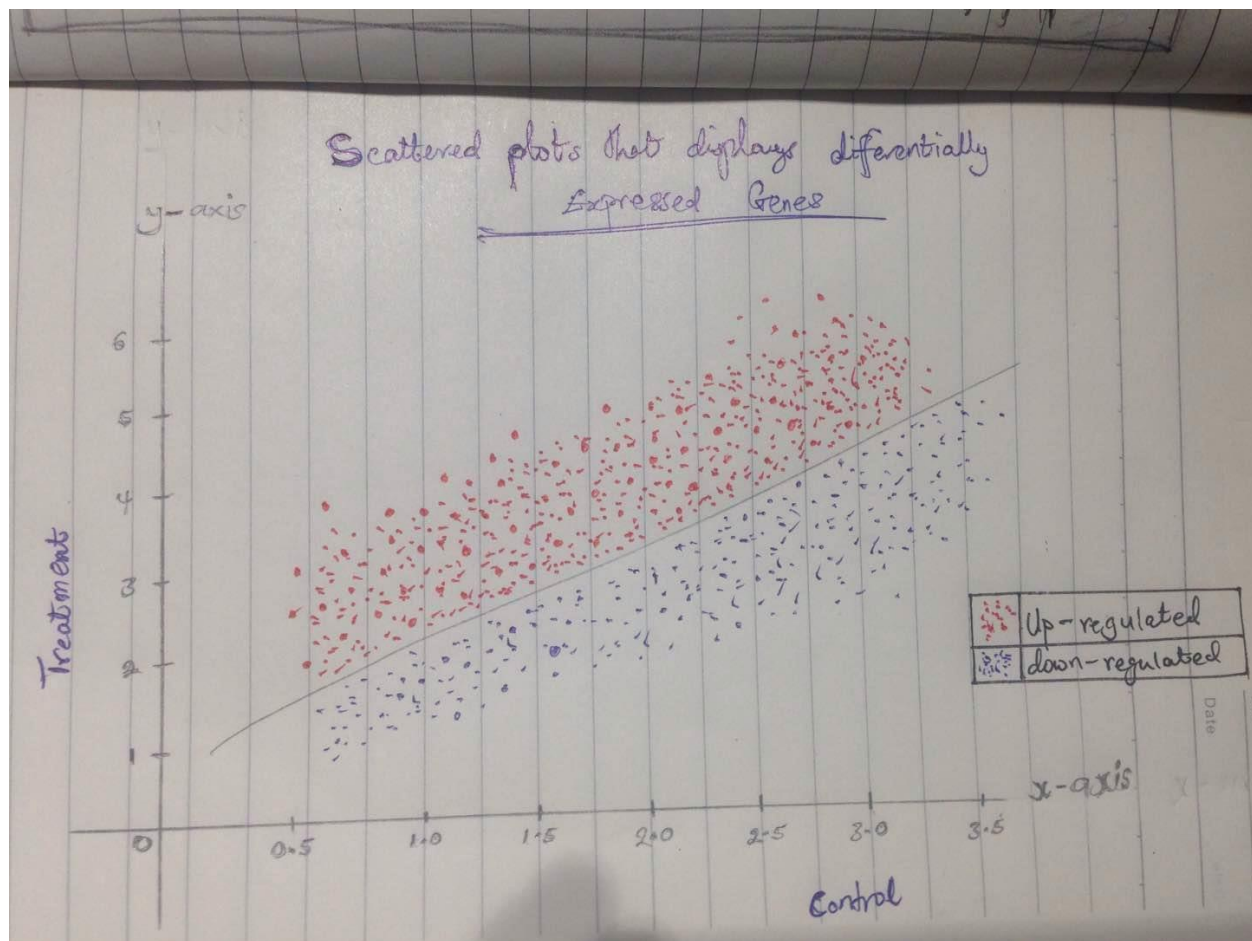 Scattered plots that displays diferentially
Expressed Genes
y-axis
6
5
4
3
2
1
0
0.5
1.0
1.5
2.0
2.5
3.0
3.5
Treatment
Control
x-axis
Up-regulated
down-regulated
Date